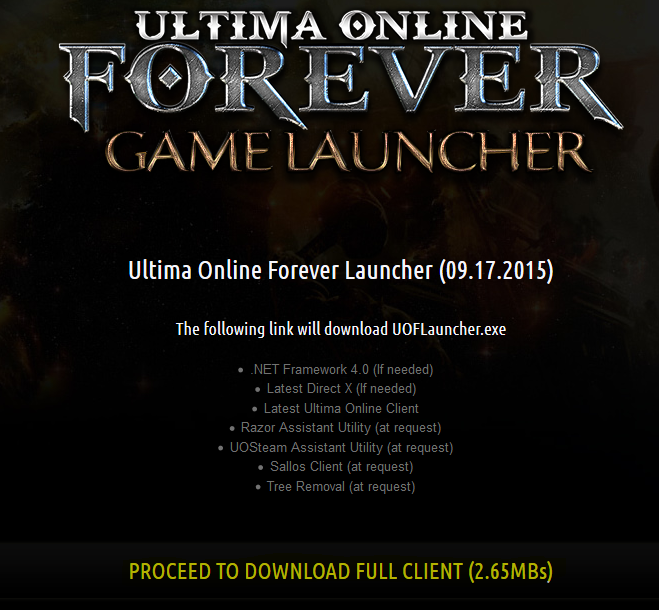 ULTIMA ONLINE
FOREVER
GAME LAUNCHER
Ultima Online Forever Launcher (09.17.2015)
The following link will download UOFLauncher.exe
• .NET Framework 4.0 (If needed)
• Latest Direct X (If needed)
• Latest Ultima Online Client
• Razor Assistant Utility (at request)
• UOSteam Assistant Utility (at request)
• Sallos Client (at request)
• Tree Removal (at request)
PROCEED TO DOWNLOAD FULL CLIENT (2.65MBs)